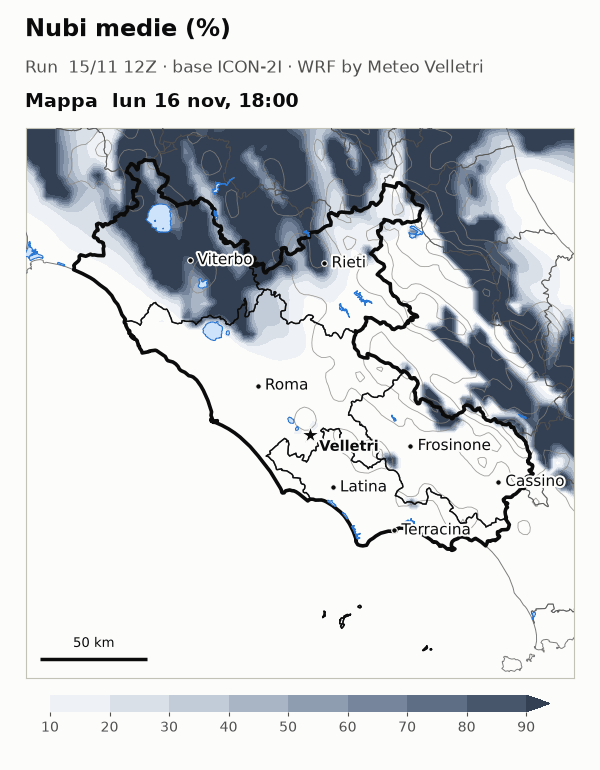 Nubi medie (%)
Run 15/11 12Z · base ICON-2I · WRF by Meteo Velletri
Mappa lun 16 nov, 18:00
Viterbo
Rieti
Roma
Velletri
Frosinone
Latina
Cassino
Terracina
50 km
10 20 30 40 50 60 70 80 90